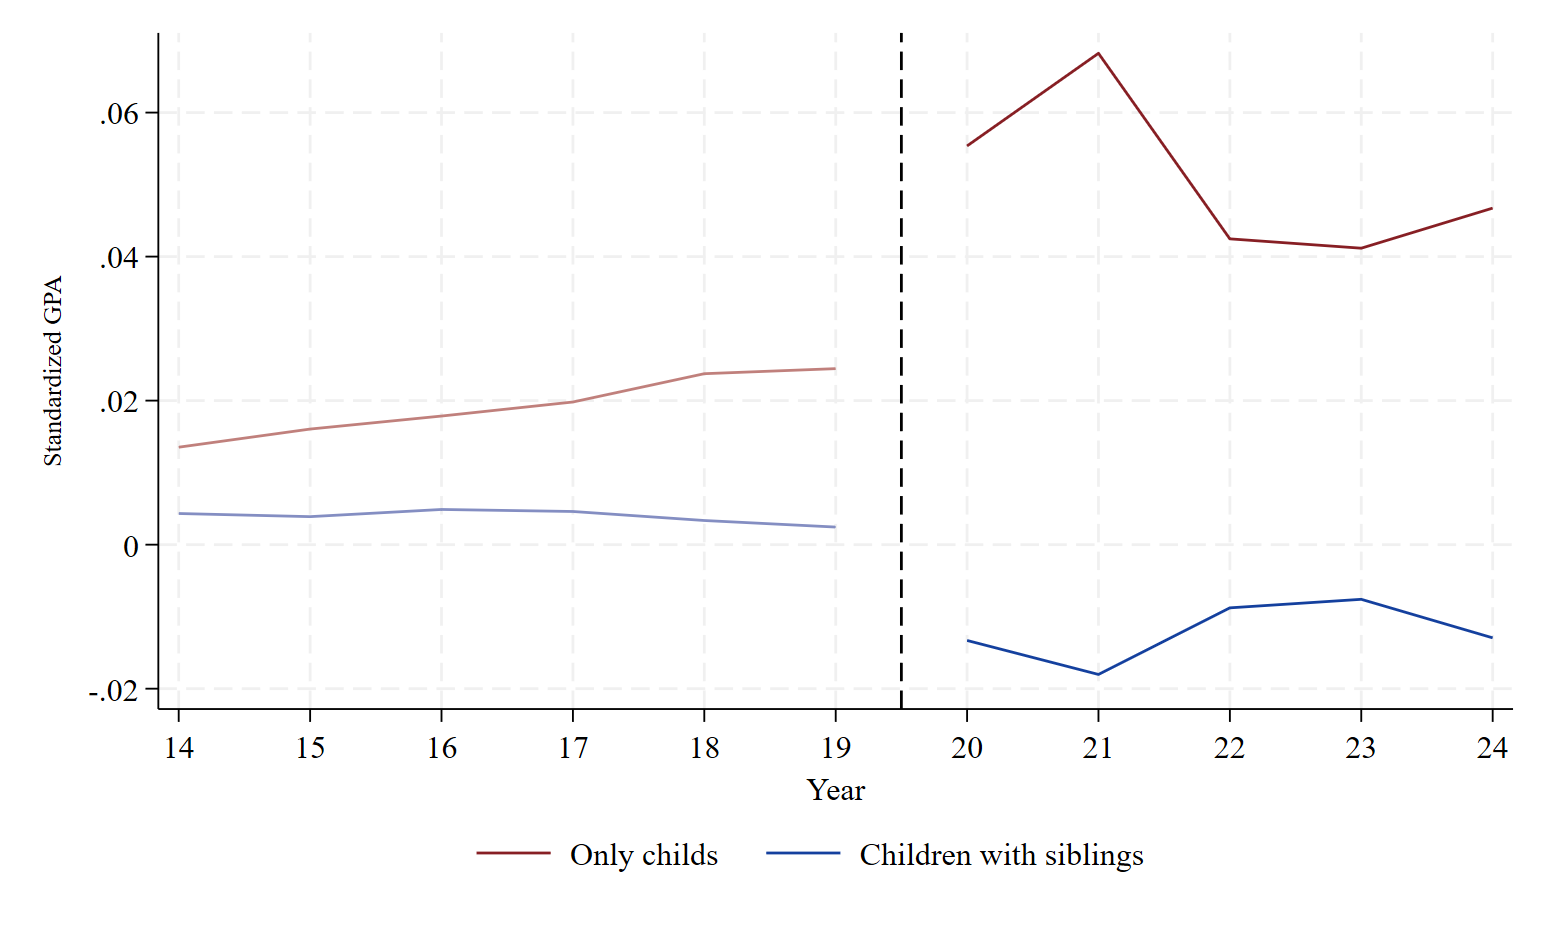 Standardized GPA
.06
.04
.02
0
-.02
14 15 16 17 18 19 20 21 22 23 24
Year
Only childs Children with siblings